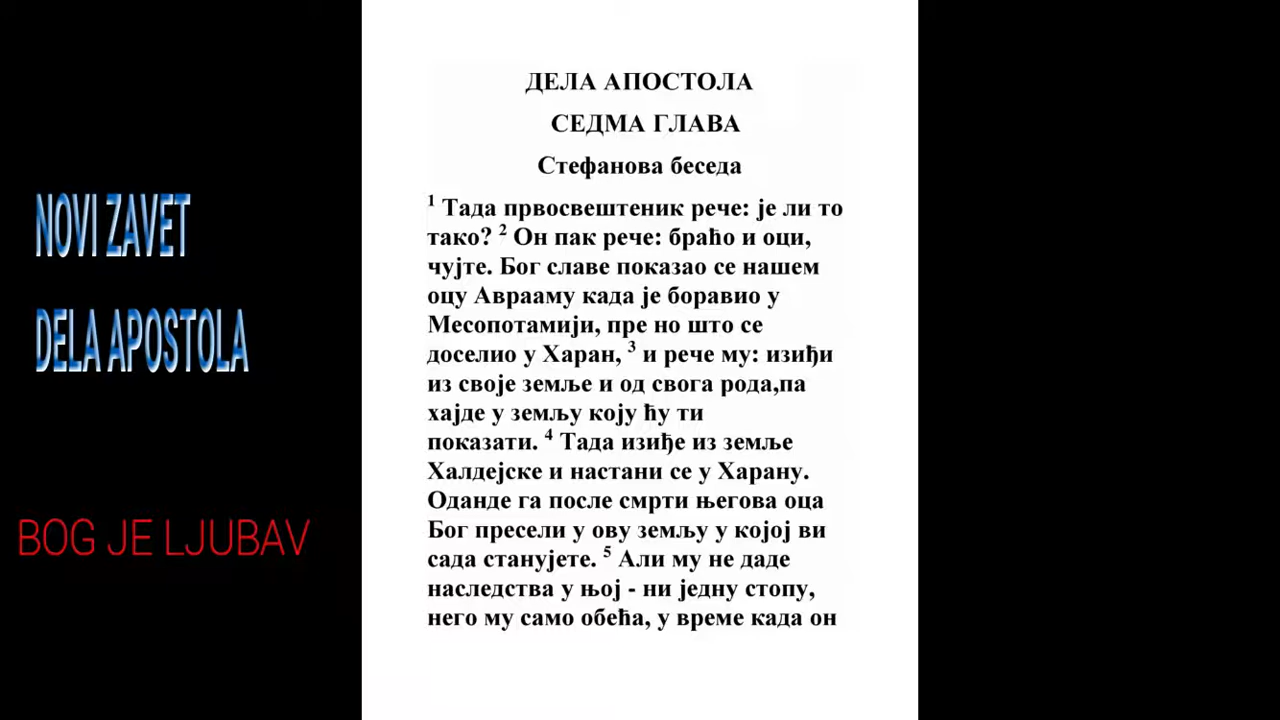 NOVI ZAVET
DELA APOSTOLA
BOG JE LJUBAV
ДЕЛА АПОСТОЛА
СЕДМА ГЛАВА
Стефанова беседа
1 Тада првосвештеник рече: је ли то
тако? 2 Он пак рече: браћо и оци,
чујте. Бог славе показао се нашем
оцу Аврааму када је боравио у
Месопотамији, пре но што се
доселио у Харан, 3 и рече му: изиђи
из своје земље и од свога рода,па
хајде у земљу коју ћу ти
показати. 4 Тада изиђе из земље
Халдејске и настани се у Харану.
Оданде га после смрти његова оца
Бог пресели у ову земљу у којој ви
сада станујете. 5 Али му не даде
наследства у њој - ни једну стопу,
него му само обећа, у време када он